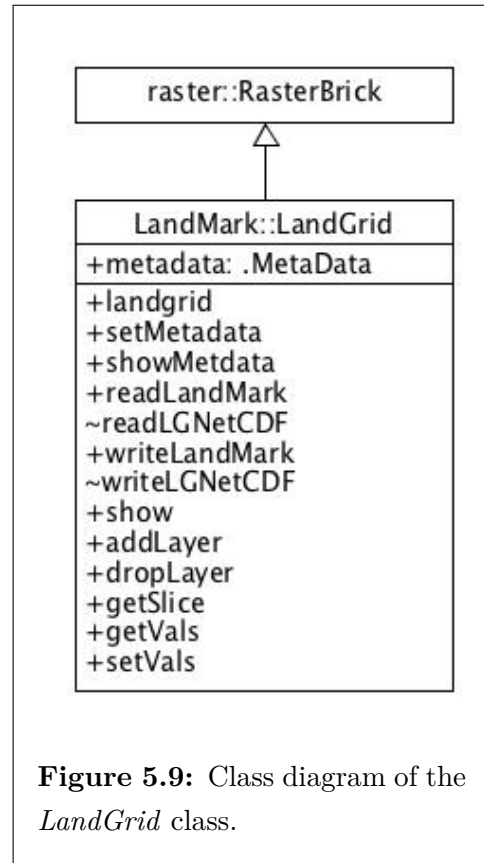 raster::RasterBrick
LandMark::LandGrid
+metadata: .MetaData
+landgrid
+setMetadata
+showMetdata
+readLandMark
~readLGNetCDF
+writeLandMark
~writeLGNetCDF
+show
+addLayer
+dropLayer
+getSlice
+getVals
+setVals
Figure 5.9: Class diagram of the
LandGrid class.